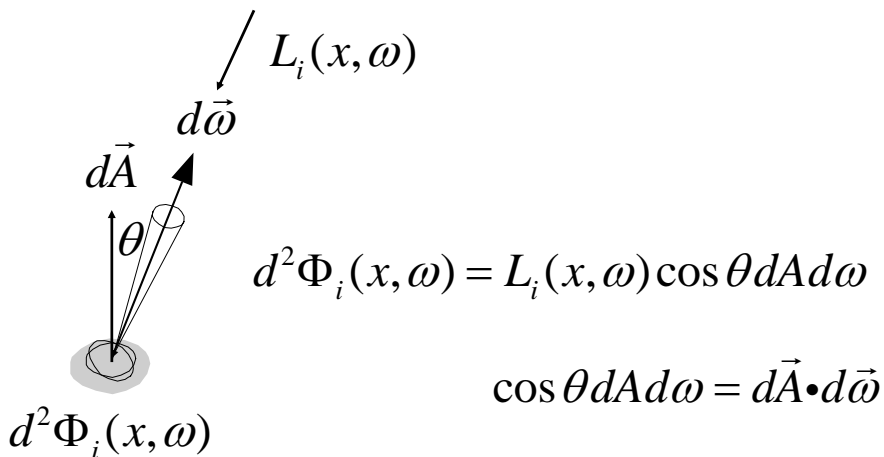 L_i(x, ω)
dω⃗
dA⃗
θ
d²Φ_i(x, ω) = L_i(x, ω) cos θ dA dω
cos θ dA dω = dA⃗ • dω⃗
d²Φ_i(x, ω)